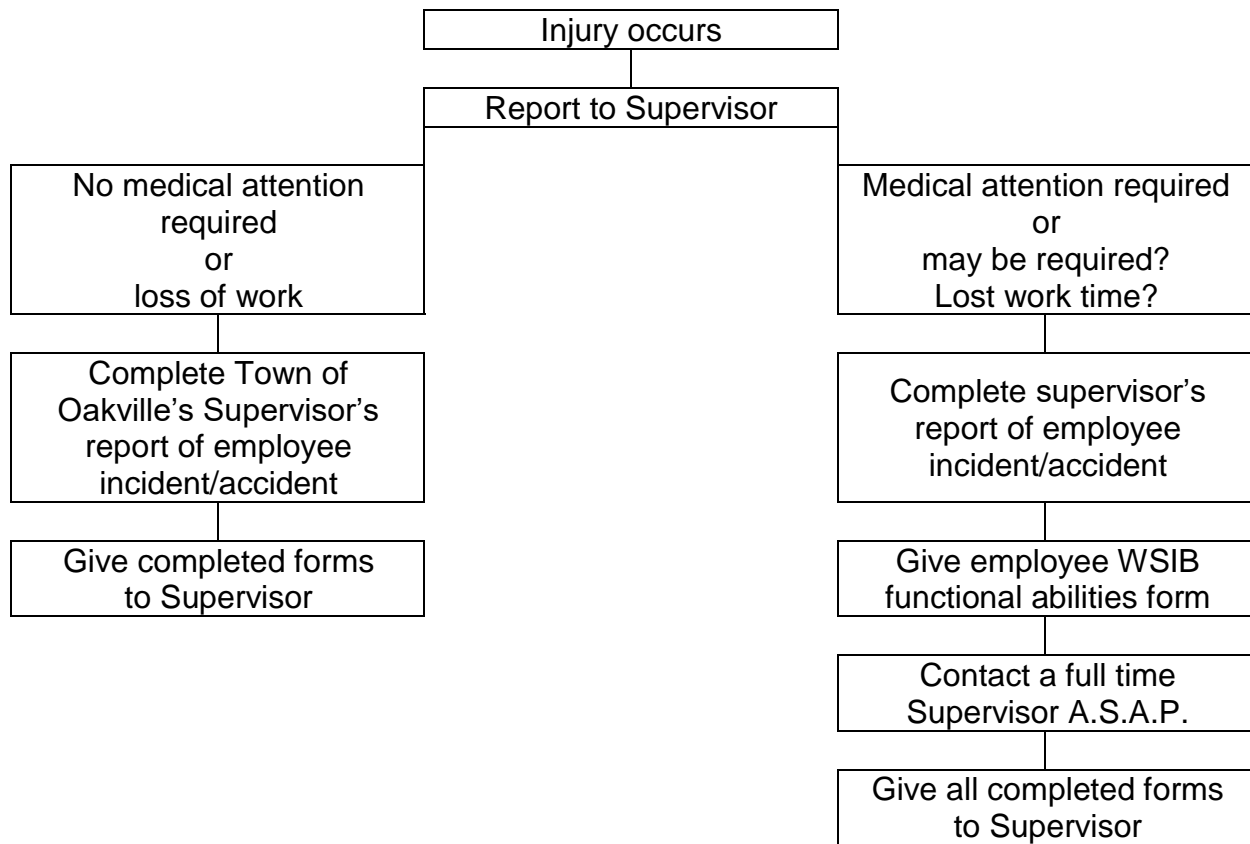 Injury occurs
Report to Supervisor
No medical attention
required
or
loss of work
Complete Town of
Oakville’s Supervisor’s
report of employee
incident/accident
Give completed forms
to Supervisor
Medical attention required
or
may be required?
Lost work time?
Complete supervisor’s
report of employee
incident/accident
Give employee WSIB
functional abilities form
Contact a full time
Supervisor A.S.A.P.
Give all completed forms
to Supervisor